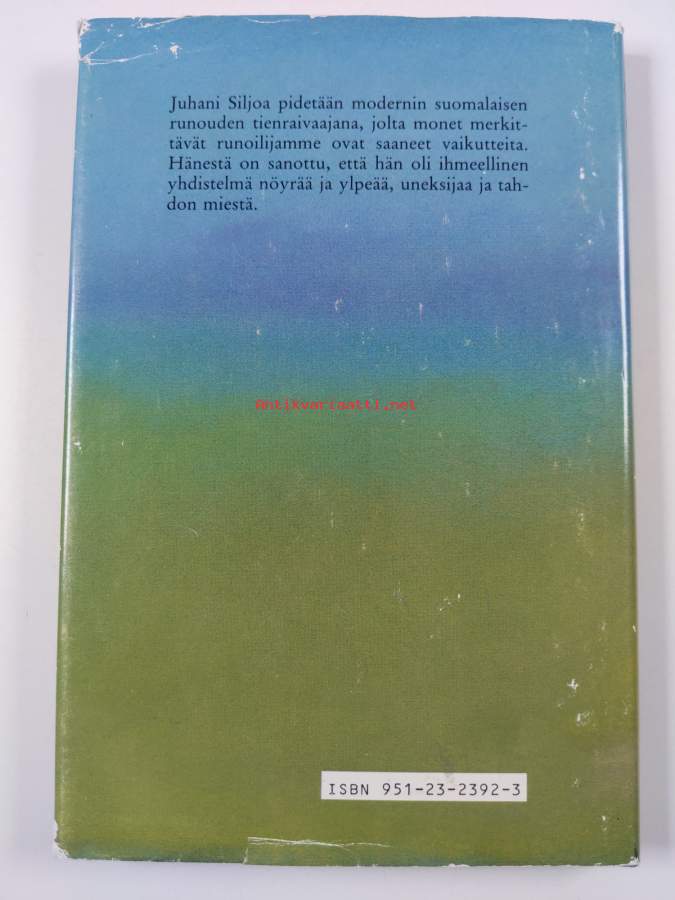 Juhani Siljoa pidetään modernin suomalaisen
runouden tienraivaajana, jolta monet merkit-
tävät runoilijamme ovat saaneet vaikutteita.
Hänestä on sanottu, että hän oli ihmeellinen
yhdistelmä nöyrää ja ylpeää, uneksijaa ja tah-
don miestä.
Antikvariaatti.net
ISBN 951-23-2392-3